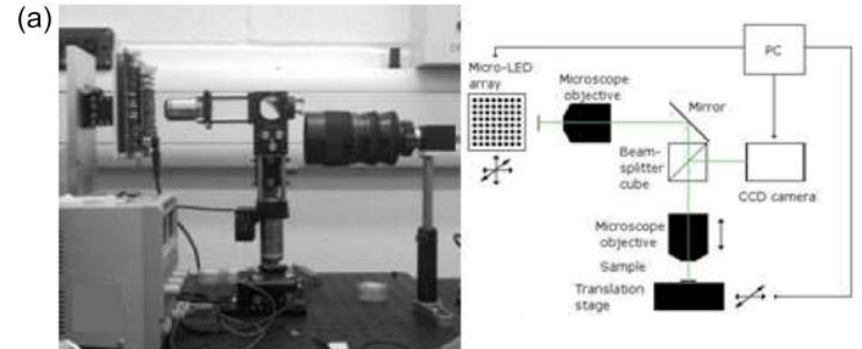 (a)
PC
Micro-LED
array
Microscope
objective
Mirror
Beam-
splitter
cube
CCD camera
Microscope
objective
Sample
Translation
stage